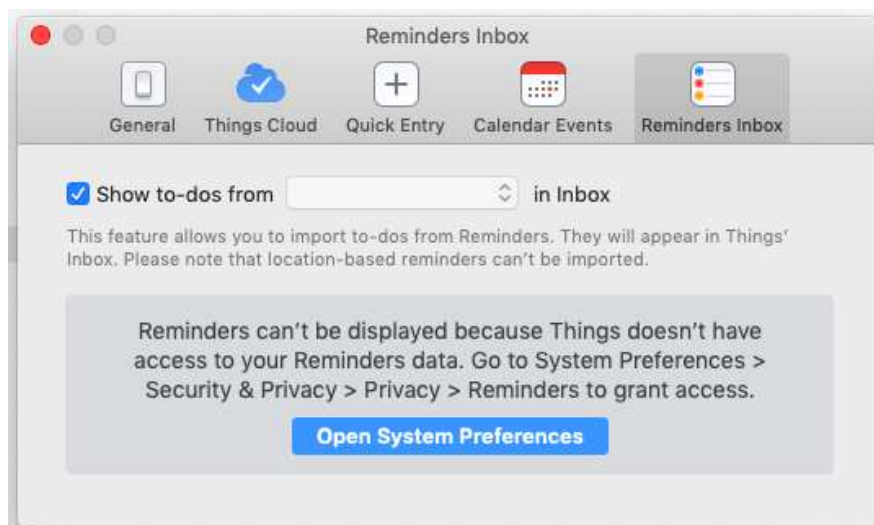 Reminders Inbox
General Things Cloud Quick Entry Calendar Events Reminders Inbox
Show to-dos from in Inbox
This feature allows you to import to-dos from Reminders. They will appear in Things’
Inbox. Please note that location-based reminders can’t be imported.
Reminders can’t be displayed because Things doesn’t have
access to your Reminders data. Go to System Preferences >
Security & Privacy > Privacy > Reminders to grant access.
Open System Preferences